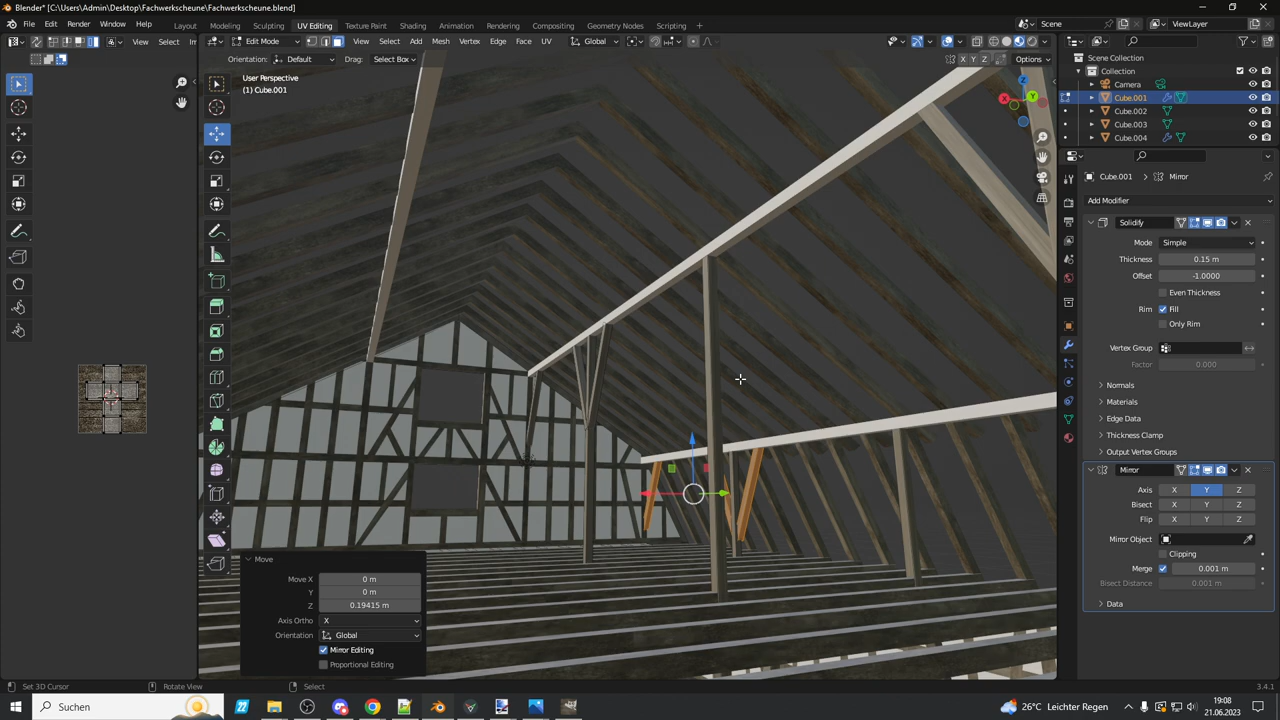 Blender* [C:\Users\Admin\Desktop\Fachwerkscheune\Fachwerkscheune.blend]
File Edit Render Window Help Layout Modeling Sculpting UV Editing Texture Paint Shading Animation Rendering Compositing Geometry Nodes Scripting Scene ViewLayer
View Select Edit Mode View Select Add Mesh Vertex Edge Face UV Global
Orientation: Default Drag: Select Box X Y Z Options
User Perspective
(1) Cube.001
Scene Collection
Collection
Camera
Cube.001
Cube.002
Cube.003
Cube.004
X Y Z
Cube.001 > Mirror
Add Modifier
Solidify
Mode Simple
Thickness 0.15 m
Offset -1.0000
Even Thickness
Rim Fill
Only Rim
Vertex Group
Factor 0.000
Normals
Materials
Edge Data
Thickness Clamp
Output Vertex Groups
Mirror
Axis X Y Z
Bisect X Y Z
Flip X Y Z
Mirror Object
Clipping
Merge 0.001 m
Bisect Distance 0.001 m
Data
Move
Move X 0 m
Y 0 m
Z 0.19415 m
Axis Ortho X
Orientation Global
Mirror Editing
Proportional Editing
Set 3D Cursor Rotate View Select 3.4.1
Suchen 26°C Leichter Regen 19:08
21.06.2023